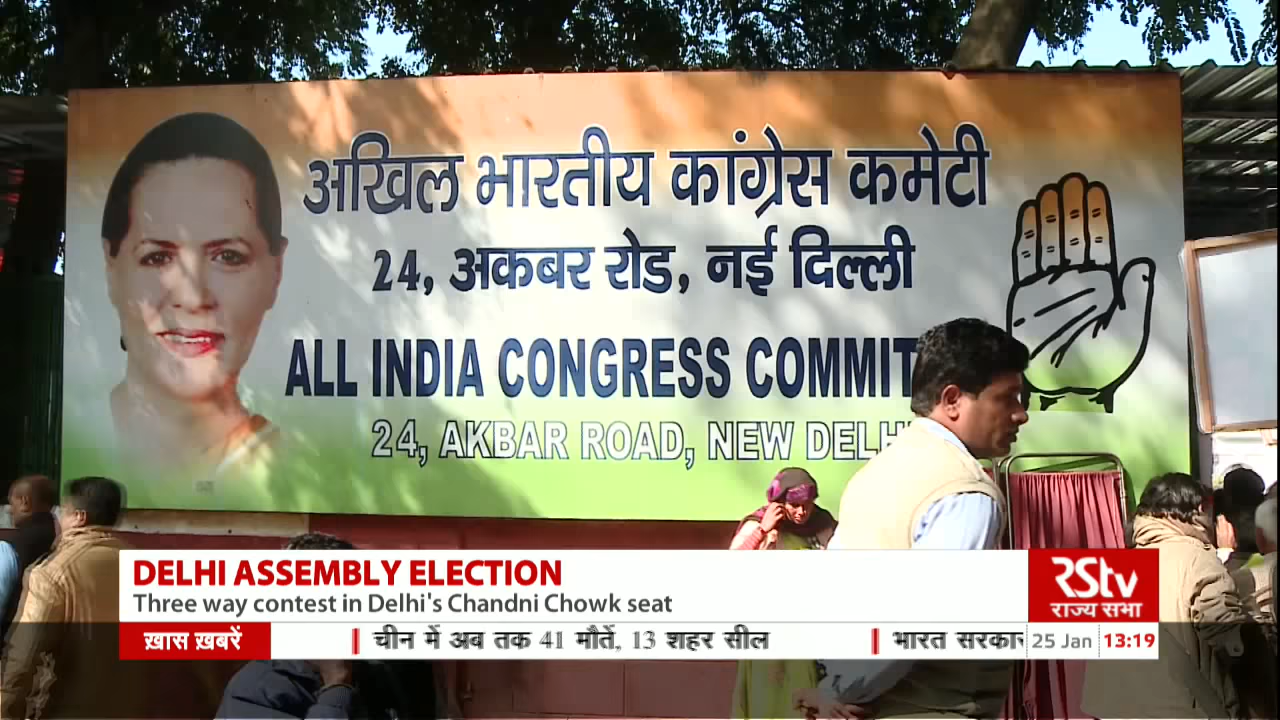 अखिल भारतीय कांग्रेस कमेटी
24, अकबर रोड, नई दिल्ली
ALL INDIA CONGRESS COMMIT
24, AKBAR ROAD, NEW DELHI
DELHI ASSEMBLY ELECTION
Three way contest in Delhi's Chandni Chowk seat
RSTV
राज्य सभा
ख़ास ख़बरें
चीन में अब तक 41 मौतें, 13 शहर सील
भारत सरकार
25 Jan
13:19